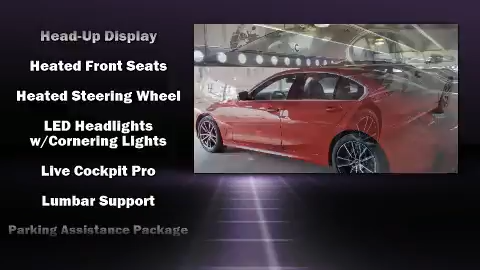 Head-Up Display
Heated Front Seats
Heated Steering Wheel
LED Headlights
w/Cornering Lights
Live Cockpit Pro
Lumbar Support
Parking Assistance Package